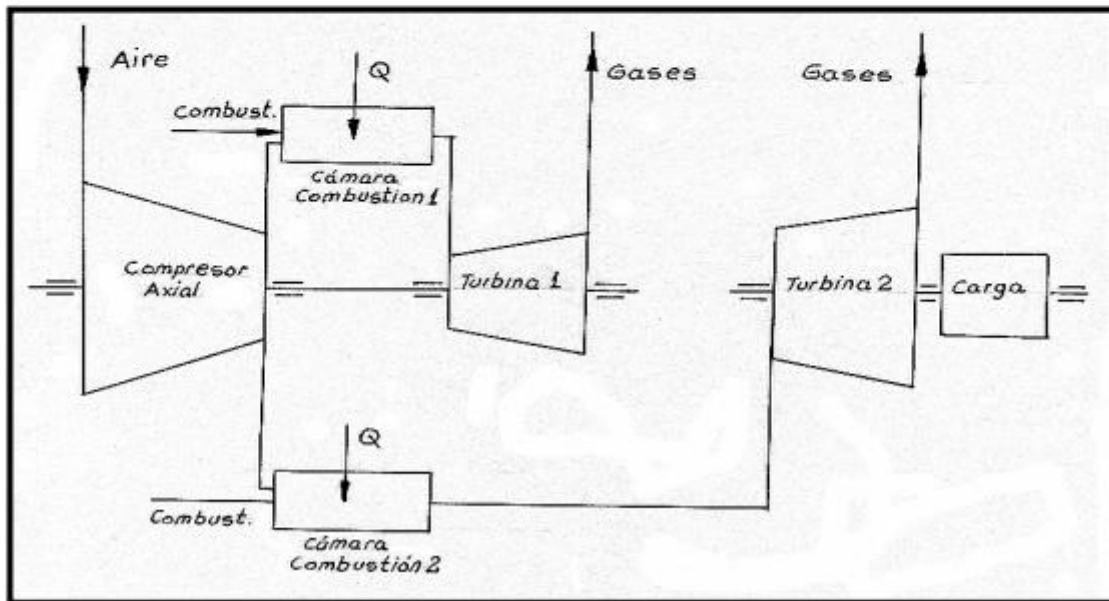 Aire
Q
Gases
Gases
Combust.
Cámara
Combustion 1
Compresor
Axial
Turbina 1
Turbina 2
Carga
Q
Combust.
Cámara
Combustión 2